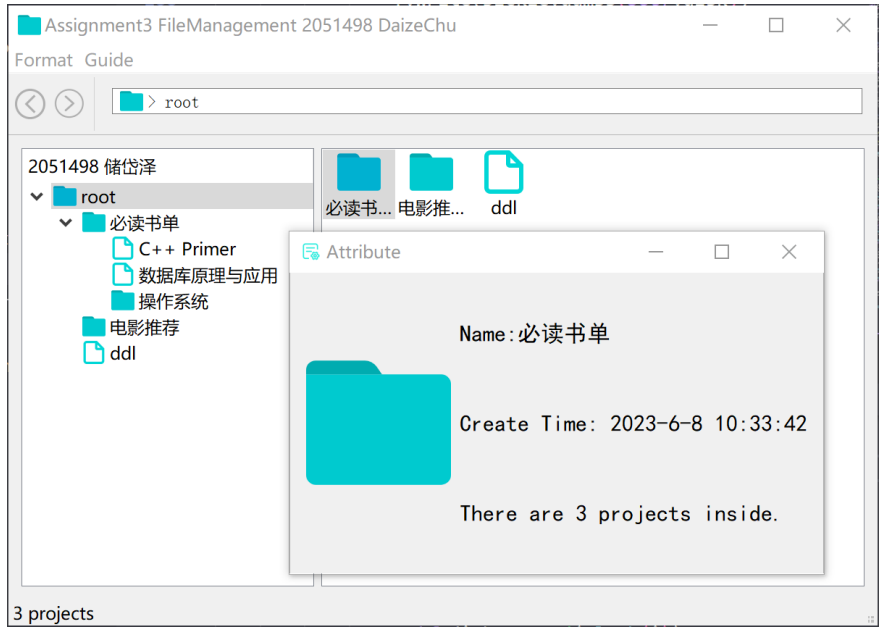 Assignment3 FileManagement 2051498 DaizeChu
Format Guide
root
2051498 储岱泽
root
必读书单
C++ Primer
数据库原理与应用
操作系统
电影推荐
ddl
必读书... 电影推... ddl
Attribute
Name:必读书单
Create Time: 2023-6-8 10:33:42
There are 3 projects inside.
3 projects